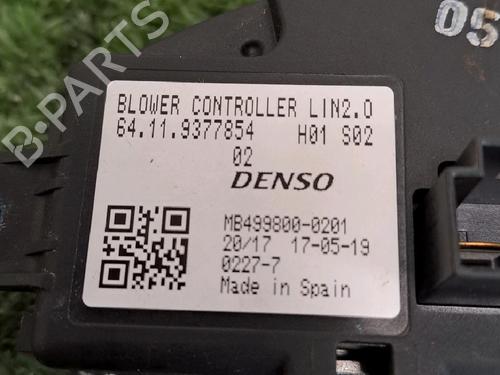 05
BLOWER CONTROLLER LIN2.0
64.11.9377854 H01 S02
02
DENSO
MB499800-0201
20/17 17-05-19
0227-7
Made in Spain
B-Parts